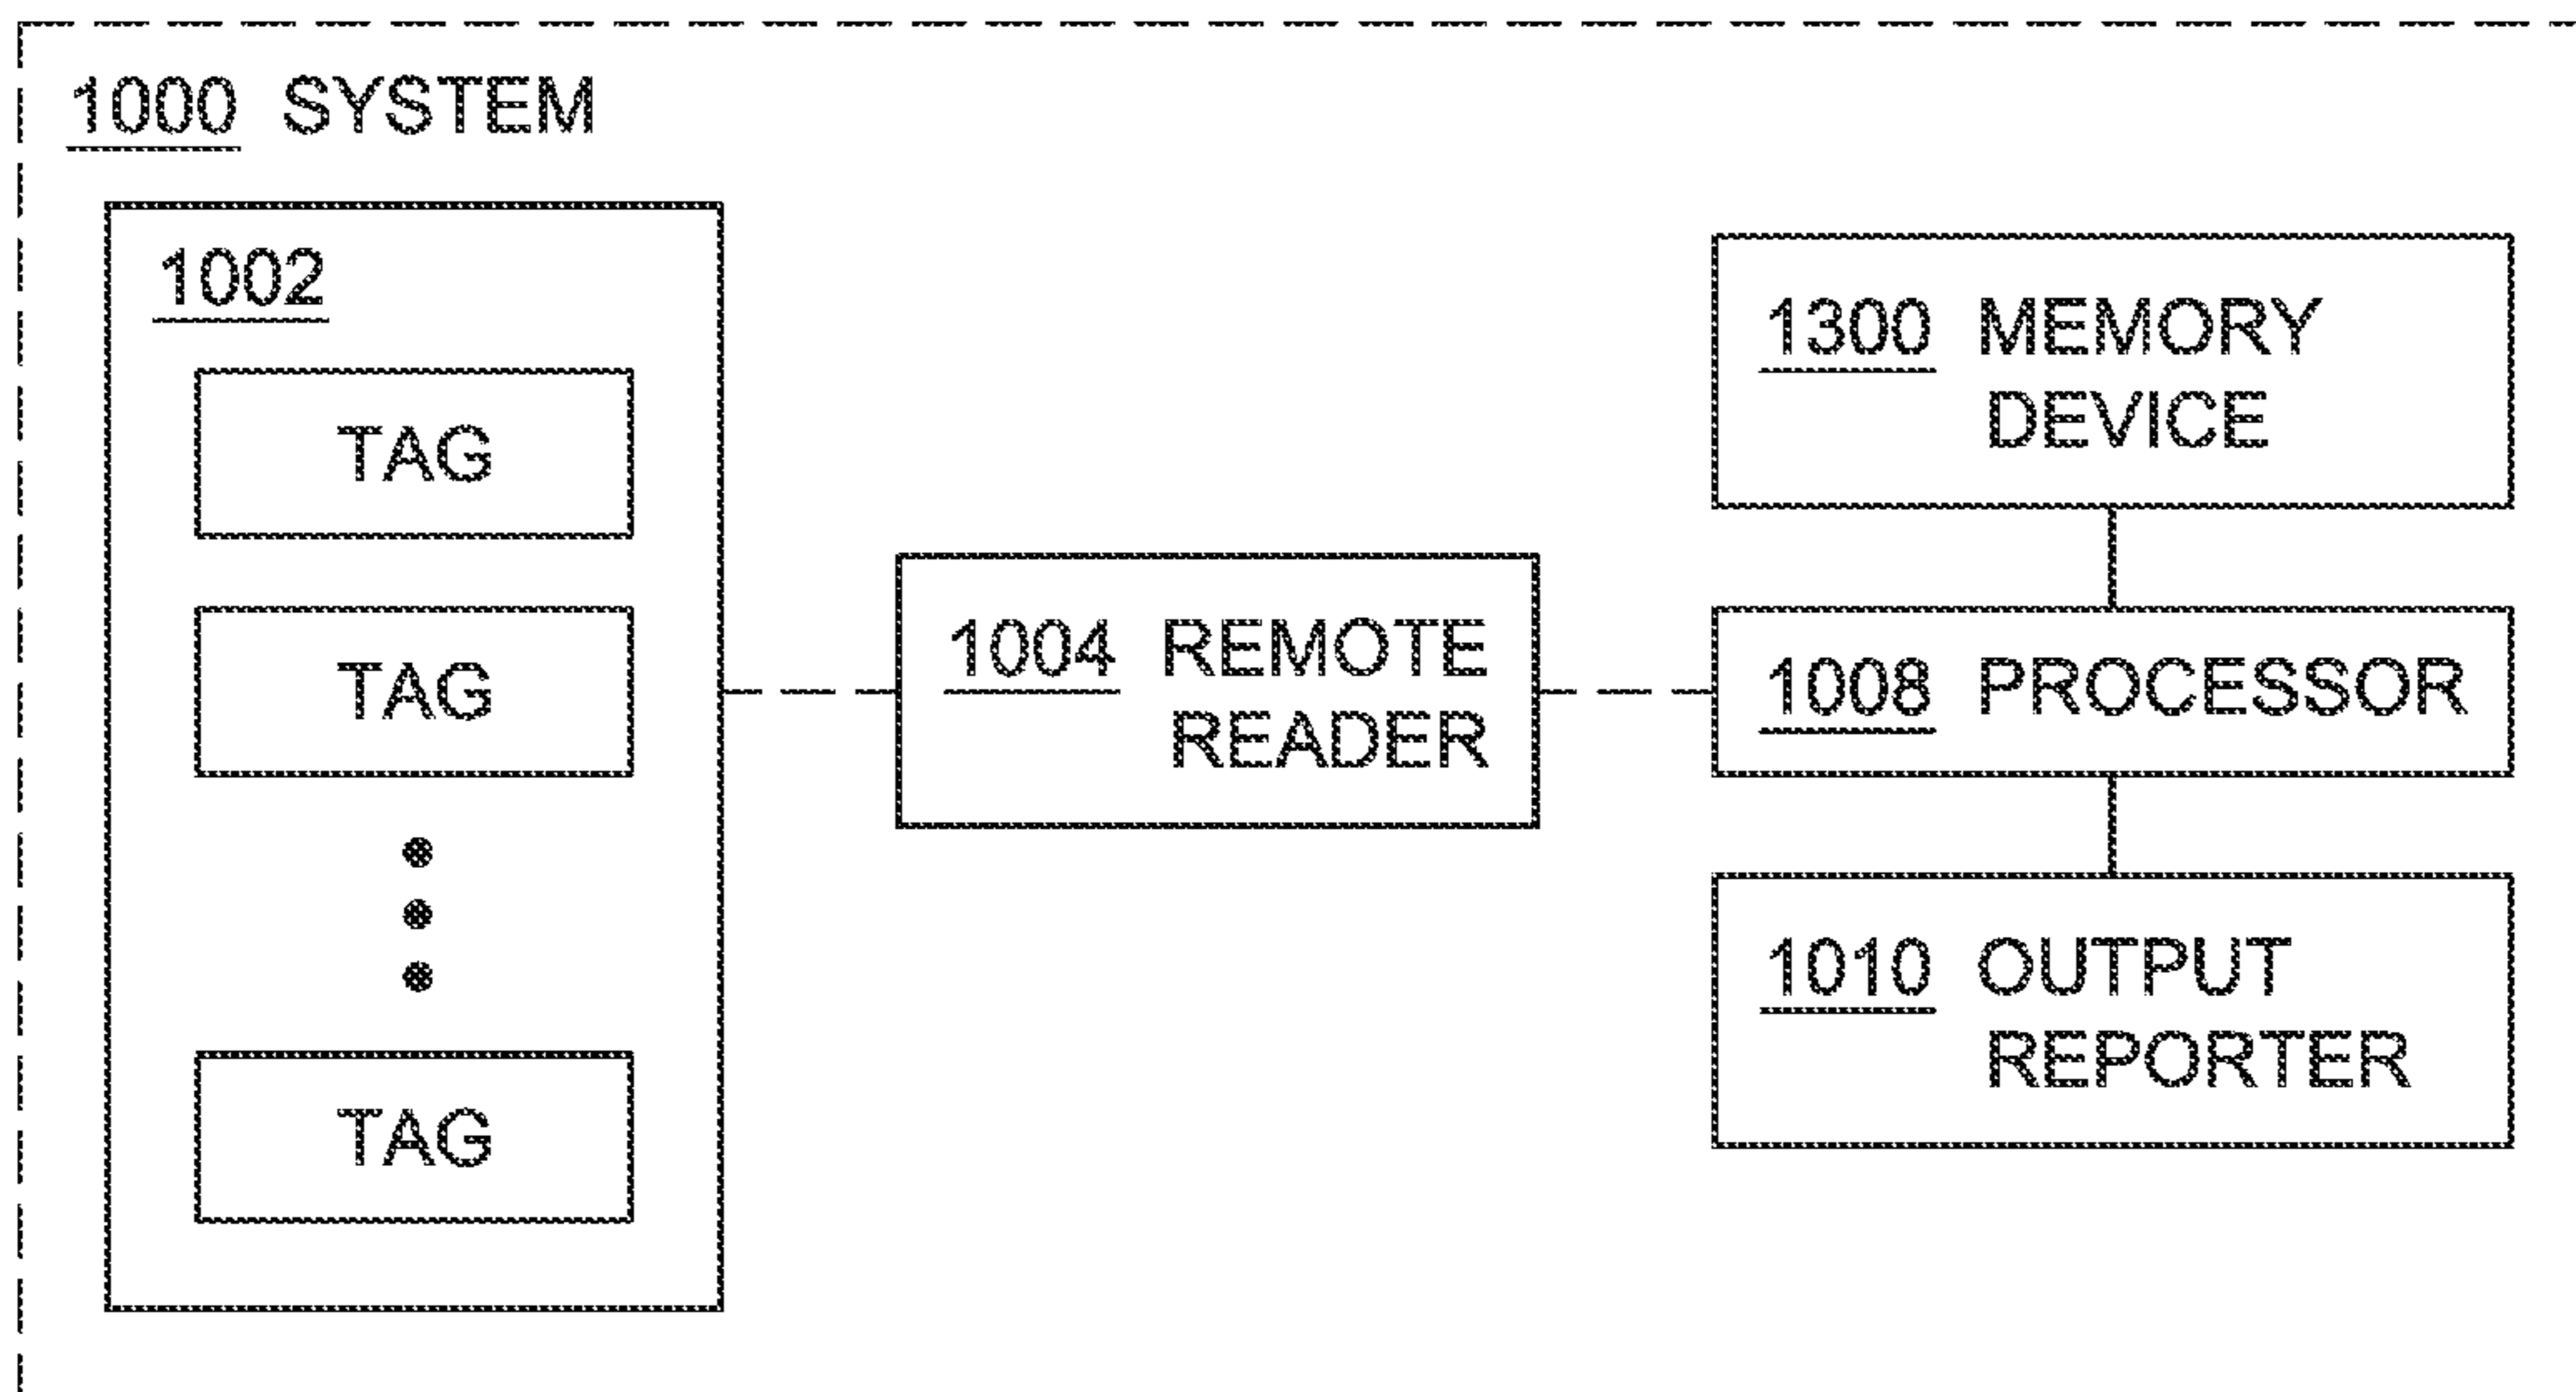 1000 SYSTEM
1002
TAG
TAG
TAG
1004 REMOTE
READER
1300 MEMORY
DEVICE
1008 PROCESSOR
1010 OUTPUT
REPORTER